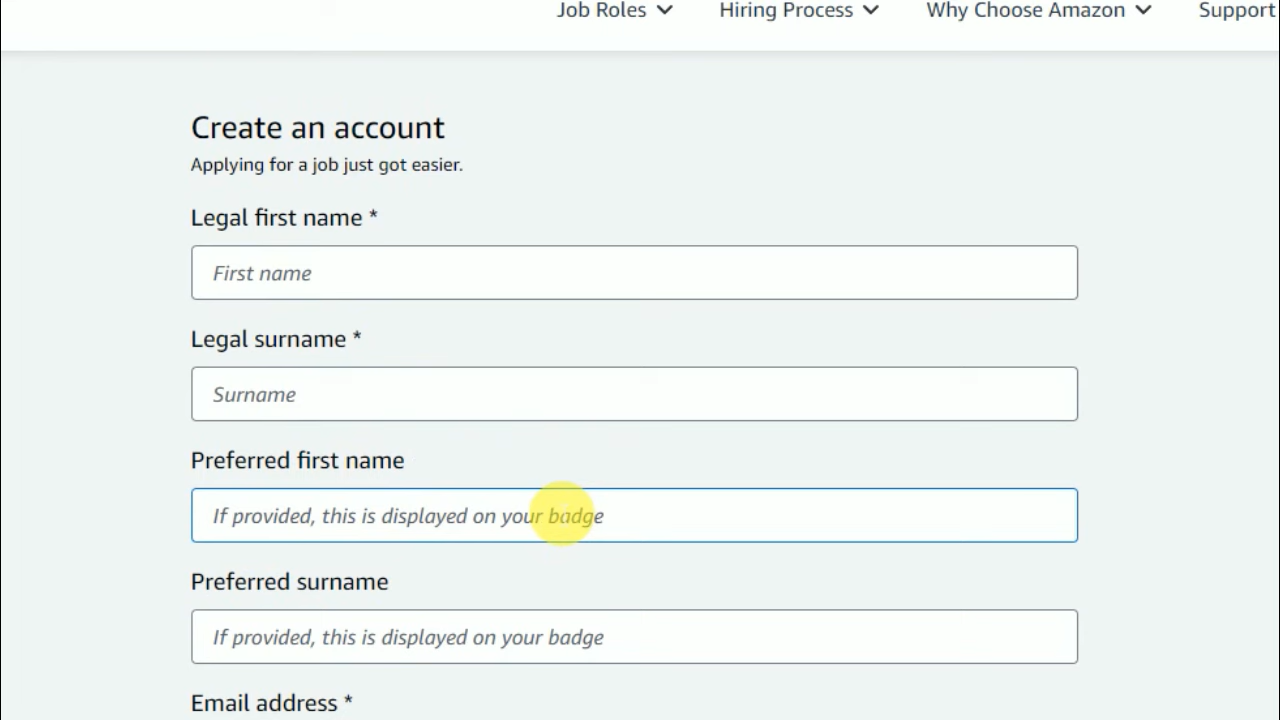 Job Roles Hiring Process Why Choose Amazon Support
Create an account
Applying for a job just got easier.
Legal first name *
First name
Legal surname *
Surname
Preferred first name
If provided, this is displayed on your badge
Preferred surname
If provided, this is displayed on your badge
Email address *